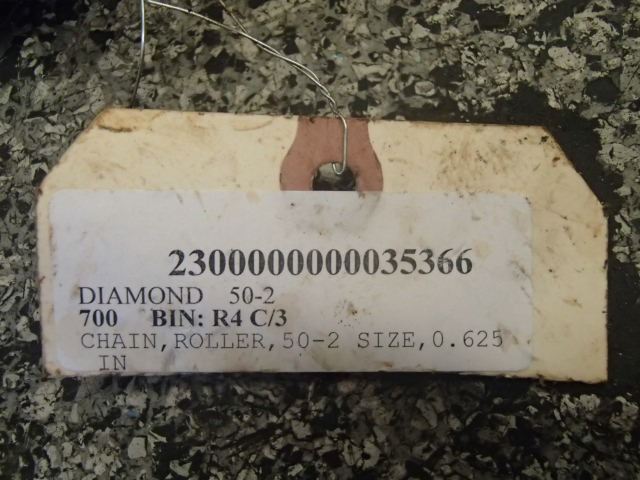 2300000000035366
DIAMOND 50-2
700 BIN: R4 C/3
CHAIN,ROLLER,50-2 SIZE,0.625
IN